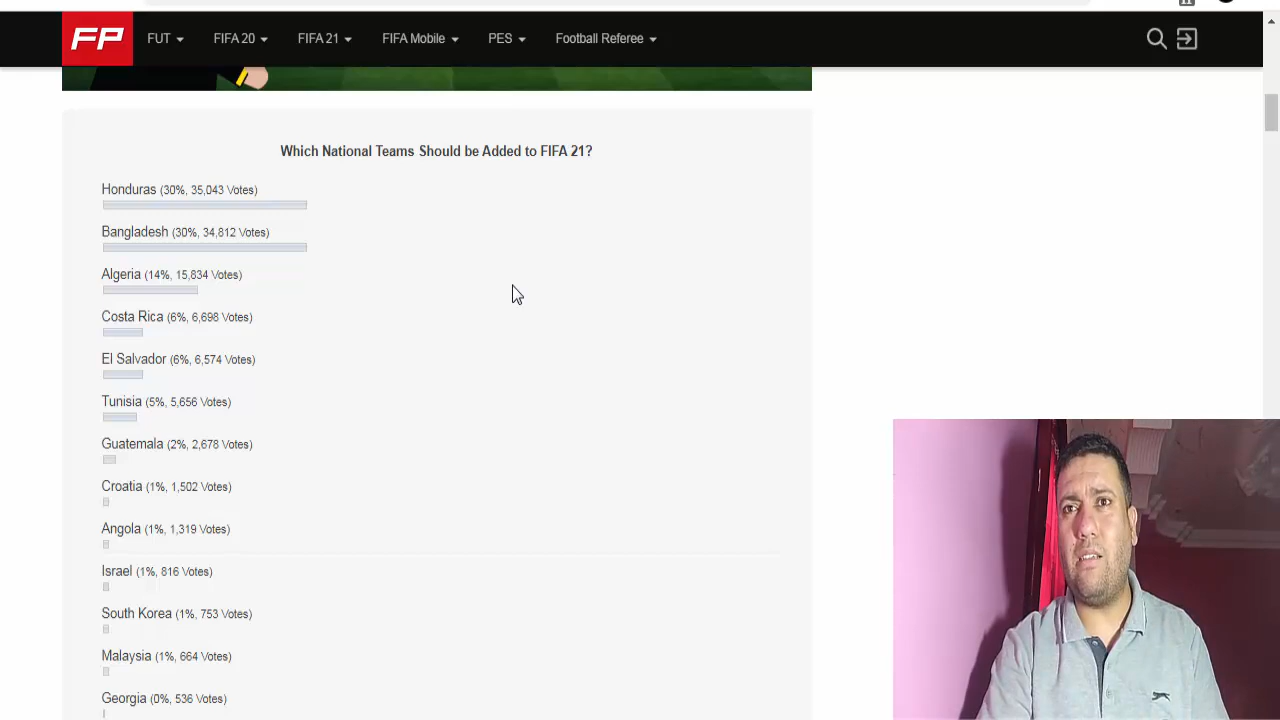 FP FUT FIFA 20 FIFA 21 FIFA Mobile PES Football Referee
Which National Teams Should be Added to FIFA 21?
Honduras (30%, 35,043 Votes)
Bangladesh (30%, 34,812 Votes)
Algeria (14%, 15,834 Votes)
Costa Rica (6%, 6,698 Votes)
El Salvador (6%, 6,574 Votes)
Tunisia (5%, 5,656 Votes)
Guatemala (2%, 2,678 Votes)
Croatia (1%, 1,502 Votes)
Angola (1%, 1,319 Votes)
Israel (1%, 816 Votes)
South Korea (1%, 753 Votes)
Malaysia (1%, 664 Votes)
Georgia (0%, 536 Votes)